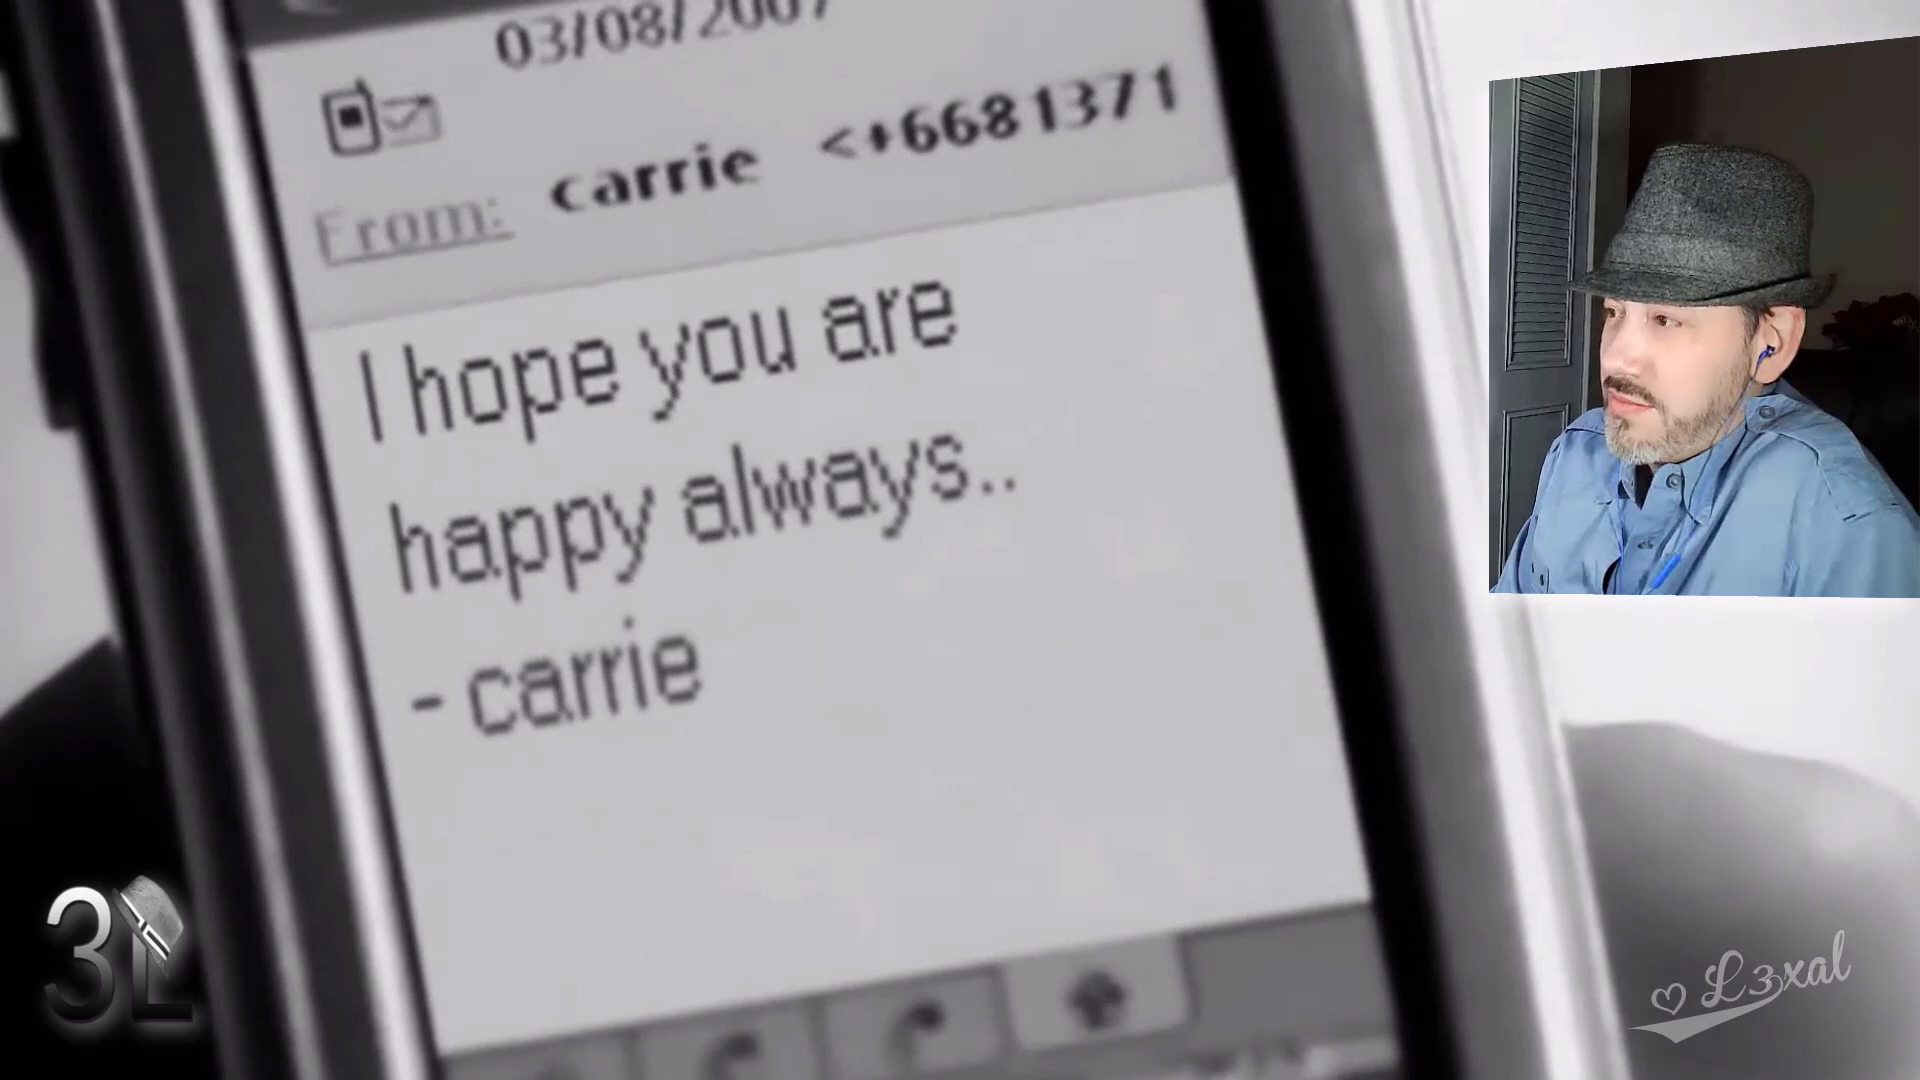 03/08/2007
From: carrie <+6681371
I hope you are
happy always..
- carrie
3L
L3xal